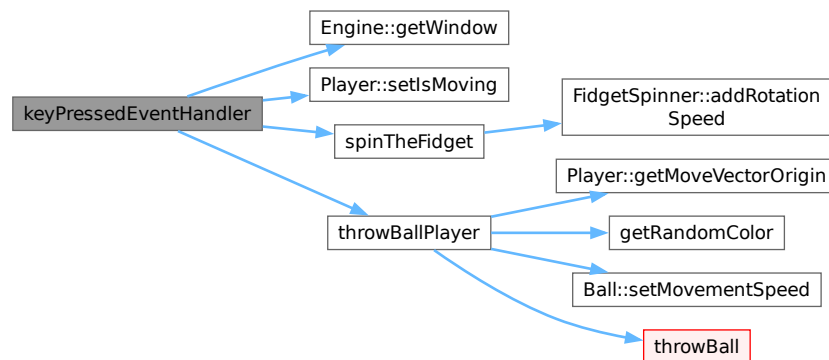 Engine::getWindow
Player::setIsMoving
keyPressedEventHandler
spinTheFidget
FidgetSpinner::addRotation
Speed
throwBallPlayer
Player::getMoveVectorOrigin
getRandomColor
Ball::setMovementSpeed
throwBall